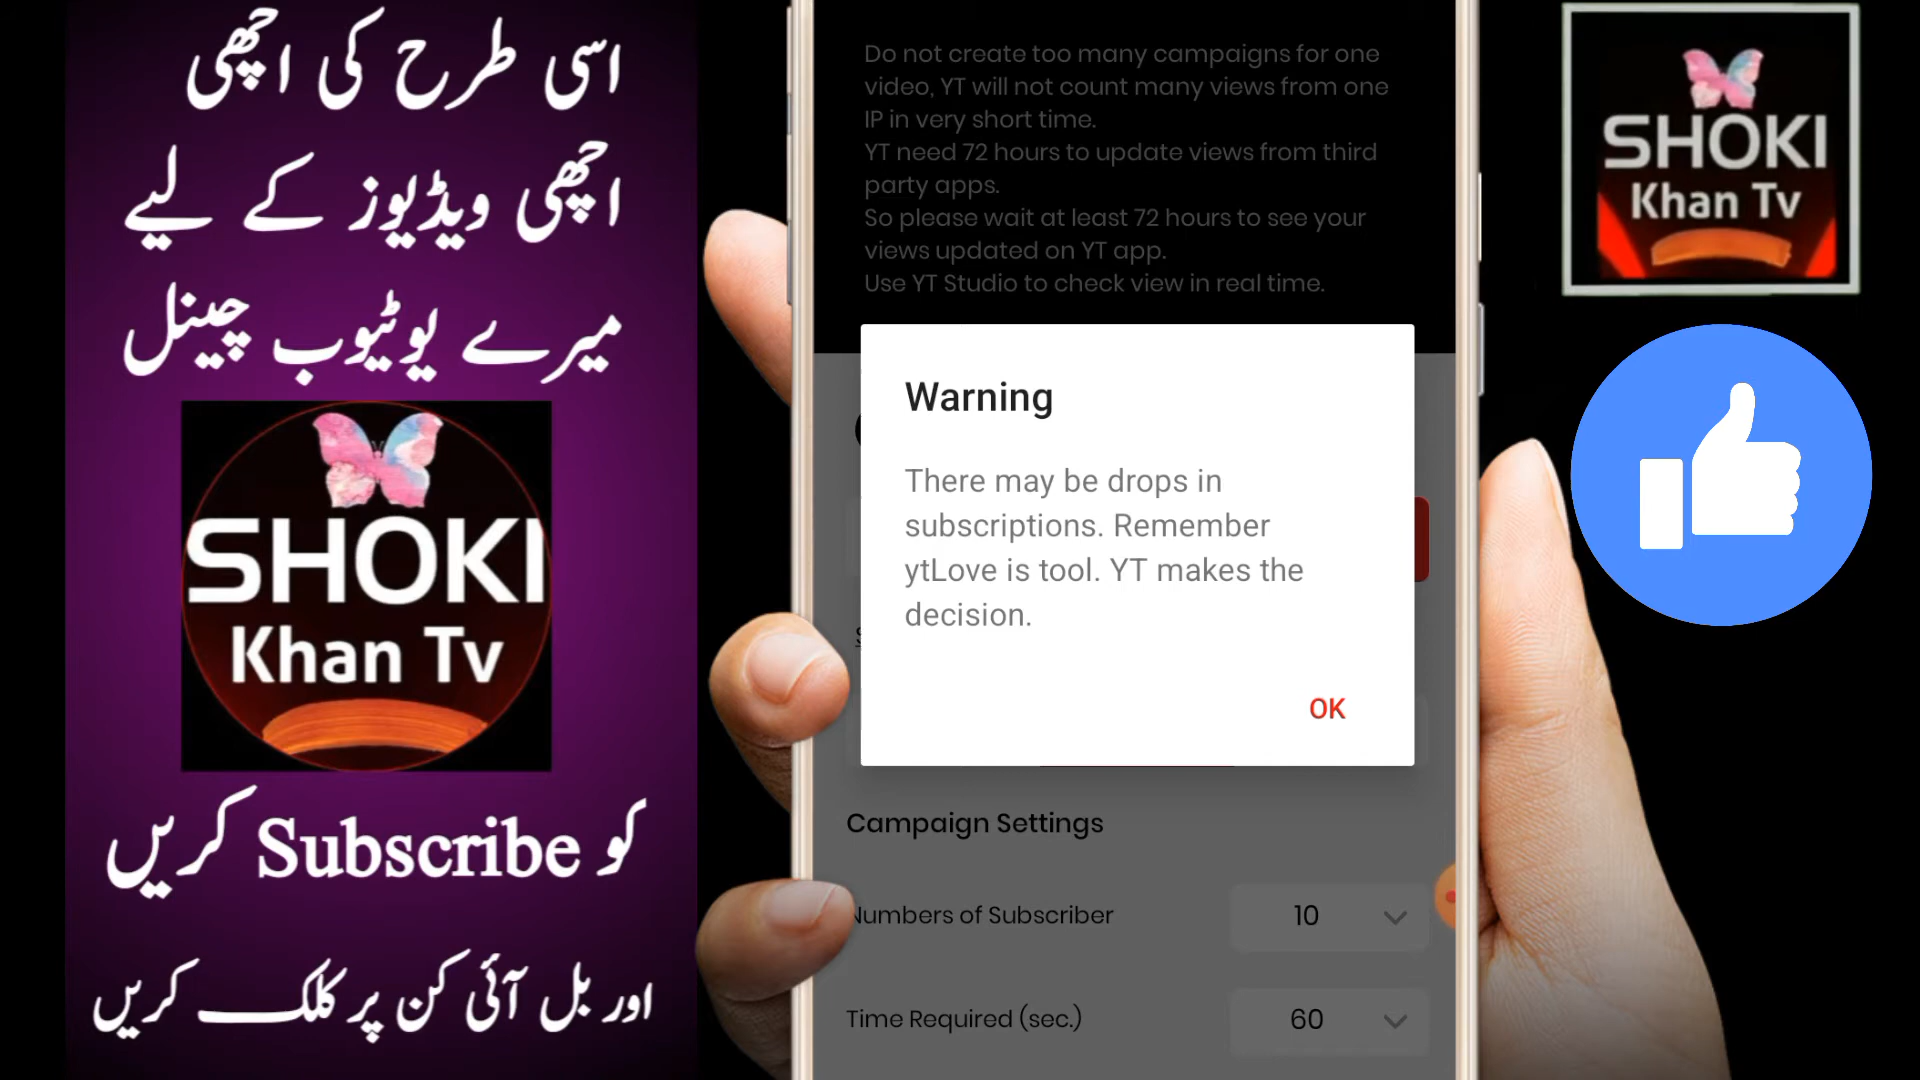 اسی طرح کی اچھی
اچھی ویڈیوز کے لیے
میرے یوٹیوب چینل
SHOKI
Khan Tv
کو Subscribe کریں
اور بل آئی کن پر کلک کریں
Do not create too many campaigns for one
video, YT will not count many views from one
IP in very short time.
YT need 72 hours to update views from third
party apps.
So please wait at least 72 hours to see your
views updated on YT app.
Use YT Studio to check view in real time.
Warning
There may be drops in
subscriptions. Remember
ytLove is tool. YT makes the
decision.
OK
Campaign Settings
Numbers of Subscriber 10
Time Required (sec.) 60
SHOKI
Khan Tv